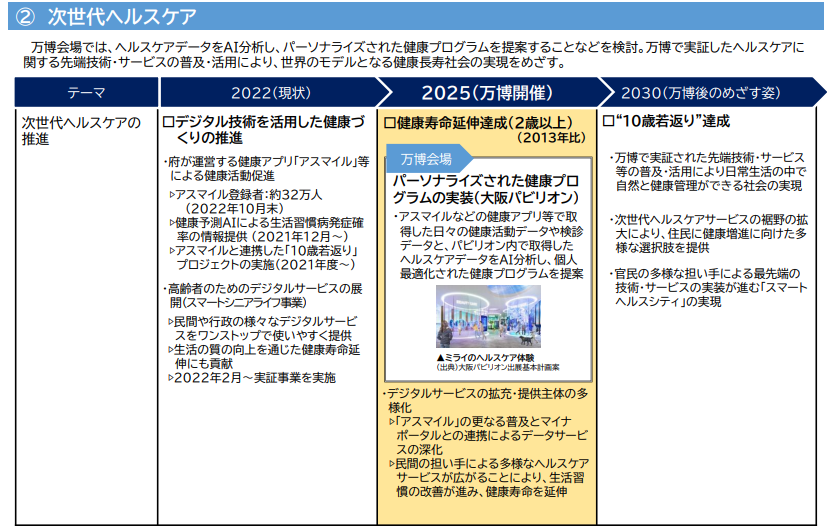 ② 次世代ヘルスケア
万博会場では、ヘルスケアデータをAI分析し、パーソナライズされた健康プログラムを提案することなどを検討。万博で実証したヘルスケアに
関する先端技術・サービスの普及・活用により、世界のモデルとなる健康長寿社会の実現をめざす。
テーマ
2022(現状)
2025(万博開催)
2030(万博後のめざす姿)
次世代ヘルスケアの
推進
□デジタル技術を活用した健康づ
くりの推進
・府が運営する健康アプリ「アスマイル」等
による健康活動促進
▹アスマイル登録者:約32万人
(2022年10月末)
▹健康予測AIによる生活習慣病発症確
率の情報提供 (2021年12月~)
▹アスマイルと連携した「10歳若返り」
プロジェクトの実施(2021年度~)
・高齢者のためのデジタルサービスの展
開(スマートシニアライフ事業)
▹民間や行政の様々なデジタルサービ
スをワンストップで使いやすく提供
▹生活の質の向上を通じた健康寿命延
伸にも貢献
▹2022年2月~実証事業を実施
□健康寿命延伸達成(2歳以上)
(2013年比)
万博会場
パーソナライズされた健康プロ
グラムの実装(大阪パビリオン)
・アスマイルなどの健康アプリ等で取
得した日々の健康活動データや検診
データと、パビリオン内で取得した
ヘルスケアデータをAI分析し、個人
最適化された健康プログラムを提案
▲ミライのヘルスケア体験
(出典)大阪パビリオン出展基本計画案
・デジタルサービスの拡充・提供主体の多
様化
▹「アスマイル」の更なる普及とマイナ
ポータルとの連携によるデータサービ
スの深化
▹民間の担い手による多様なヘルスケア
サービスが広がることにより、生活習
慣の改善が進み、健康寿命を延伸
□“10歳若返り”達成
・万博で実証された先端技術・サービス
等の普及・活用により日常生活の中で
自然と健康管理ができる社会の実現
・次世代ヘルスケアサービスの裾野の拡
大により、住民に健康増進に向けた多
様な選択肢を提供
・官民の多様な担い手による最先端の
技術・サービスの実装が進む「スマート
ヘルスシティ」の実現